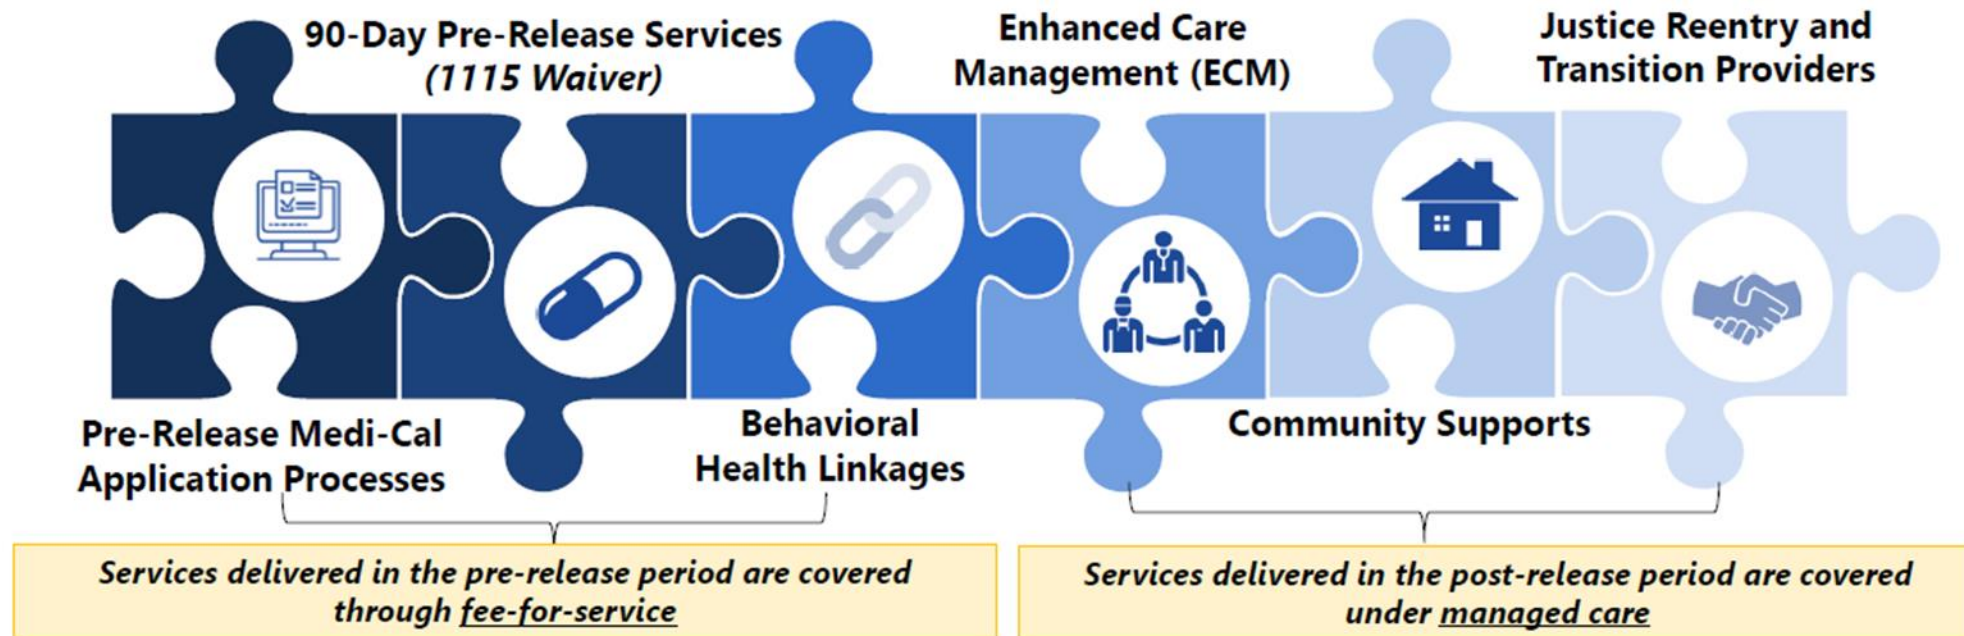 90-Day Pre-Release Services
(1115 Waiver)
Enhanced Care
Management (ECM)
Justice Reentry and
Transition Providers
Pre-Release Medi-Cal
Application Processes
Behavioral
Health Linkages
Community Supports
Services delivered in the pre-release period are covered
through fee-for-service
Services delivered in the post-release period are covered
under managed care